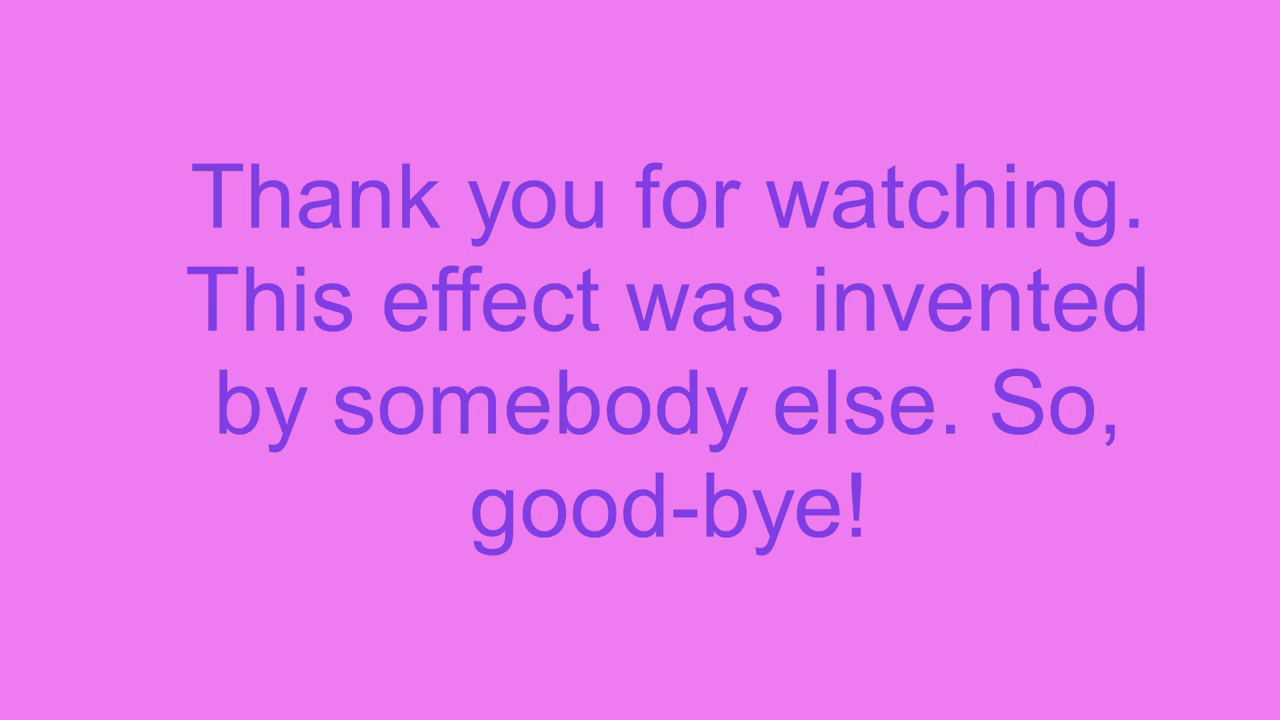 Thank you for watching.
This effect was invented
by somebody else. So,
good-bye!